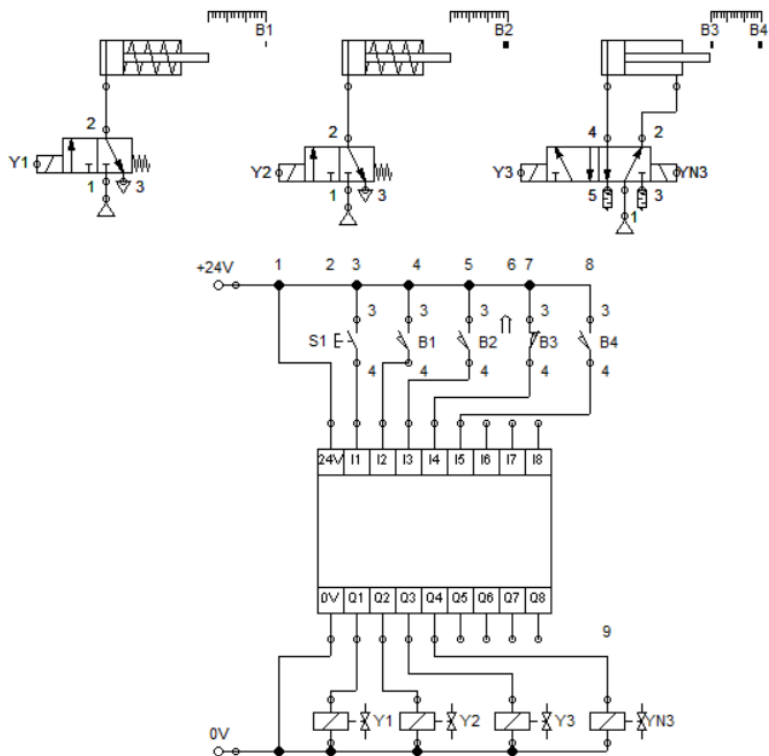 B1 B2 B3 B4
2 2 4 2
Y1 Y2 Y3 YN3
1 3 1 3 5 1 3
1 2 3 4 5 6 7 8
+24V
3 3 3 3 3
S1 B1 B2 B3 B4
4 4 4 4 4
24V I1 I2 I3 I4 I5 I6 I7 I8
0V Q1 Q2 Q3 Q4 Q5 Q6 Q7 Q8
9
Y1 Y2 Y3 YN3
0V